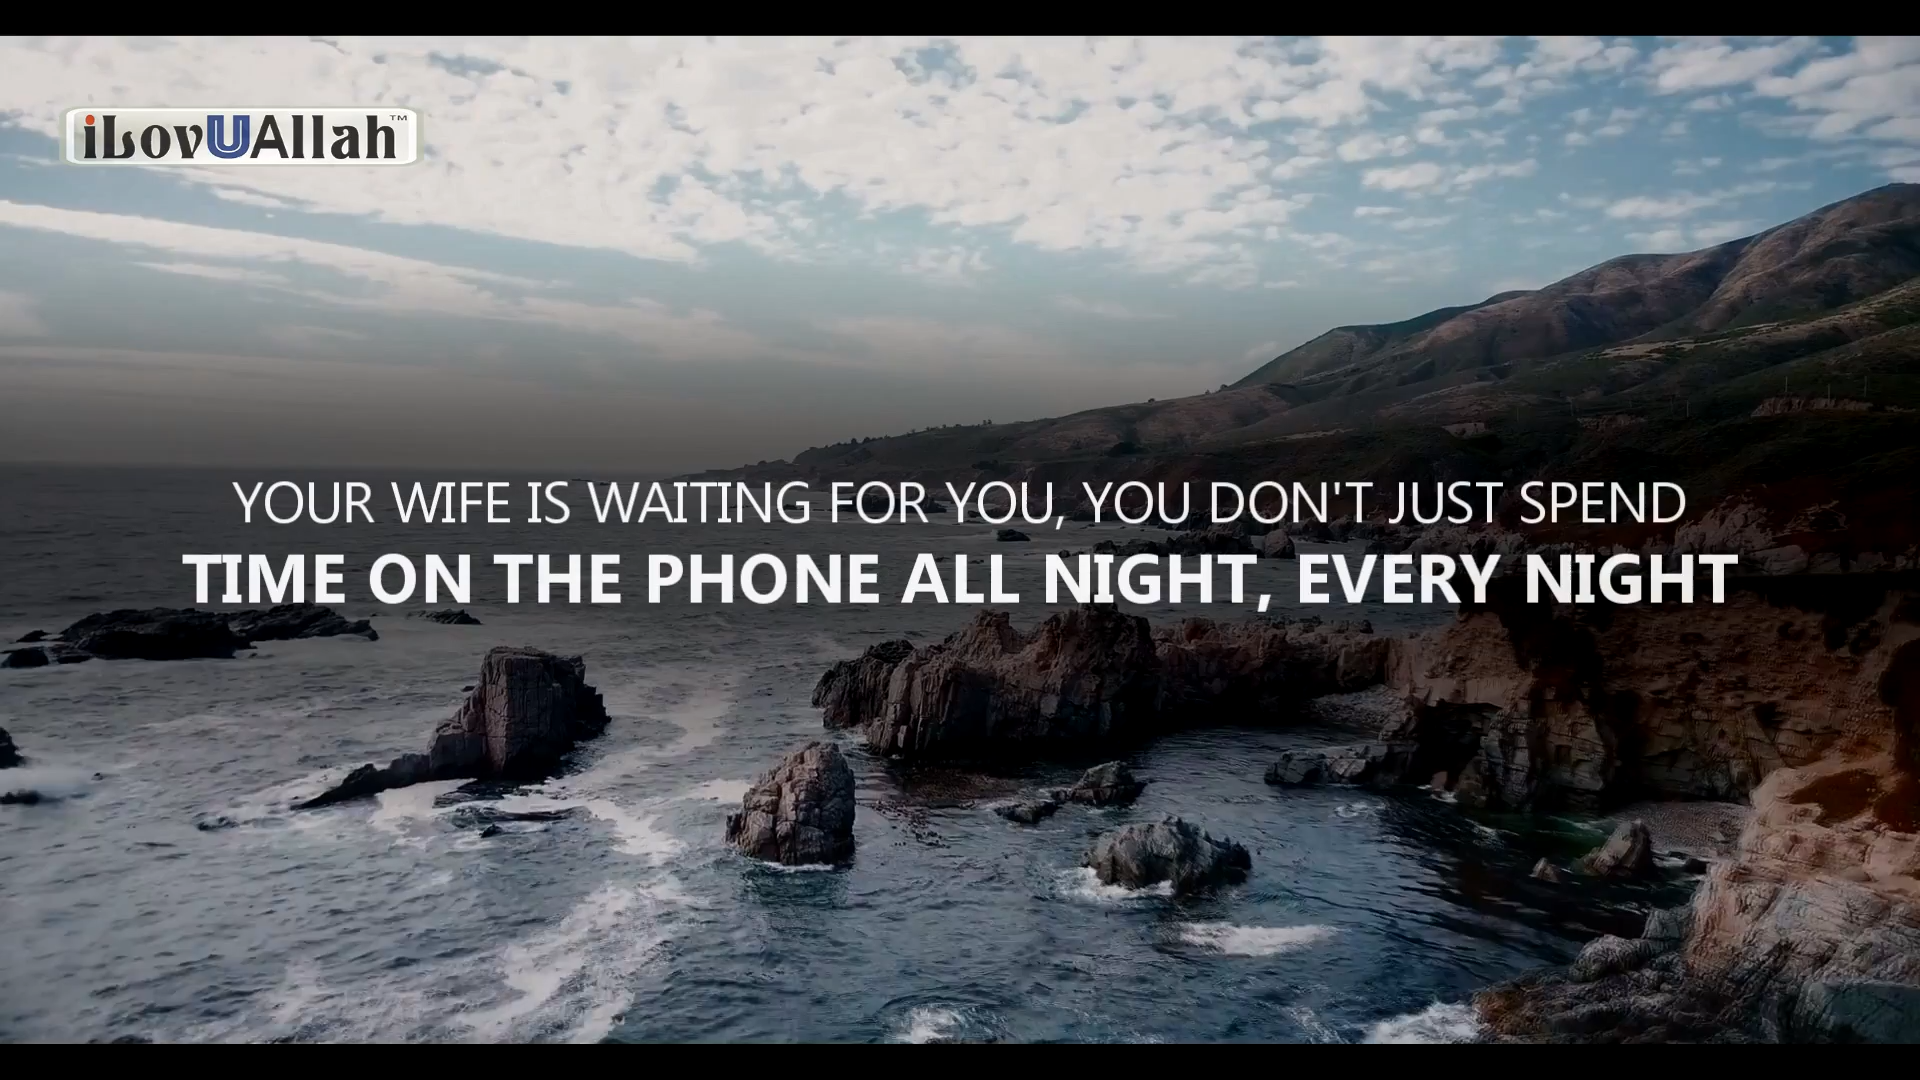 iLovUAllah™
YOUR WIFE IS WAITING FOR YOU, YOU DON'T JUST SPEND
TIME ON THE PHONE ALL NIGHT, EVERY NIGHT